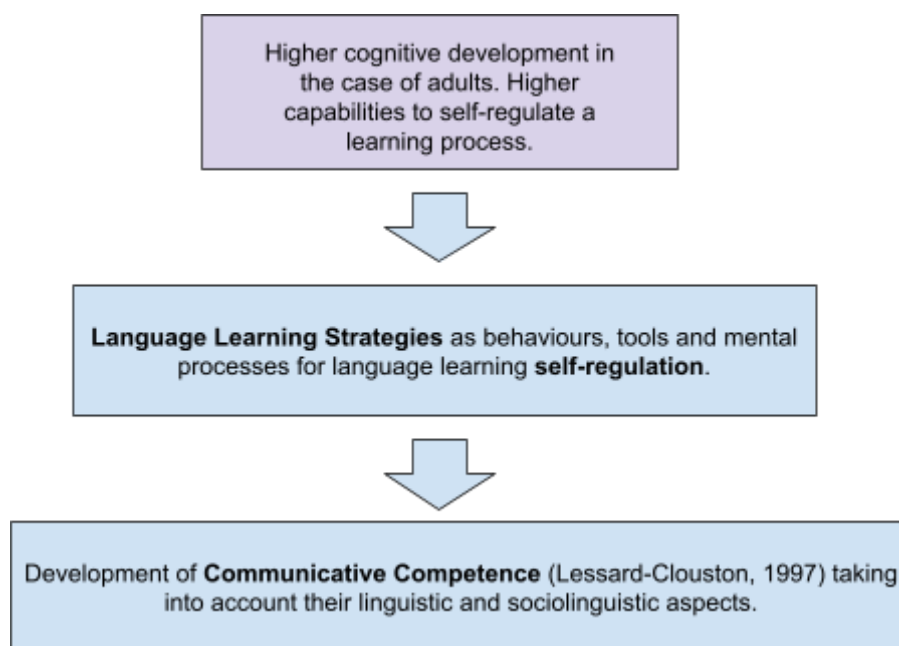 Higher cognitive development in
the case of adults. Higher
capabilities to self-regulate a
learning process.
Language Learning Strategies as behaviours, tools and mental
processes for language learning self-regulation.
Development of Communicative Competence (Lessard-Clouston, 1997) taking
into account their linguistic and sociolinguistic aspects.